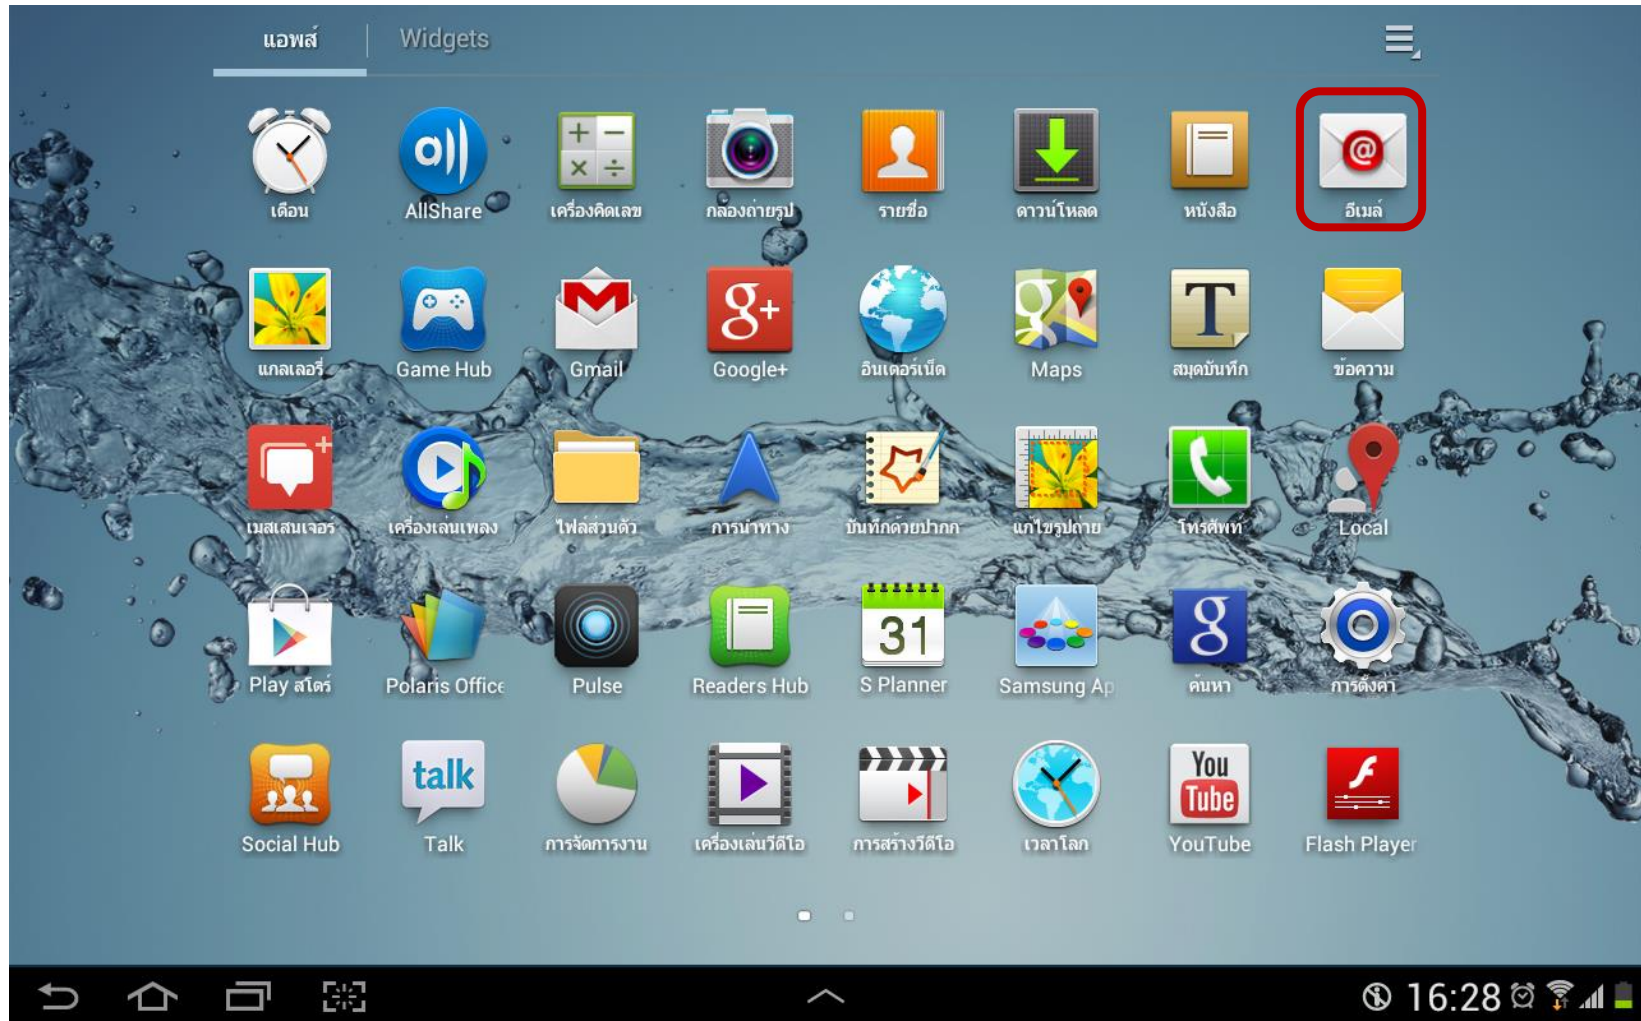 แอพส์
Widgets
เตือน
AllShare
เครื่องคิดเลข
กล้องถ่ายรูป
รายชื่อ
ดาวน์โหลด
หนังสือ
อีเมล์
แกลเลอรี่
Game Hub
Gmail
Google+
อินเตอร์เน็ต
Maps
สมุดบันทึก
ข้อความ
เมสเสนเจอร์
เครื่องเล่นเพลง
ไฟล์ส่วนตัว
การนำทาง
บันทึกด้วยปากก
แก้ไขรูปถ่าย
โทรศัพท์
Local
Play สโตร์
Polaris Office
Pulse
Readers Hub
31
S Planner
Samsung Ap
ค้นหา
การตั้งค่า
Social Hub
talk
Talk
การจัดการงาน
เครื่องเล่นวีดีโอ
การสร้างวีดีโอ
เวลาโลก
You
Tube
YouTube
Flash Player
16:28